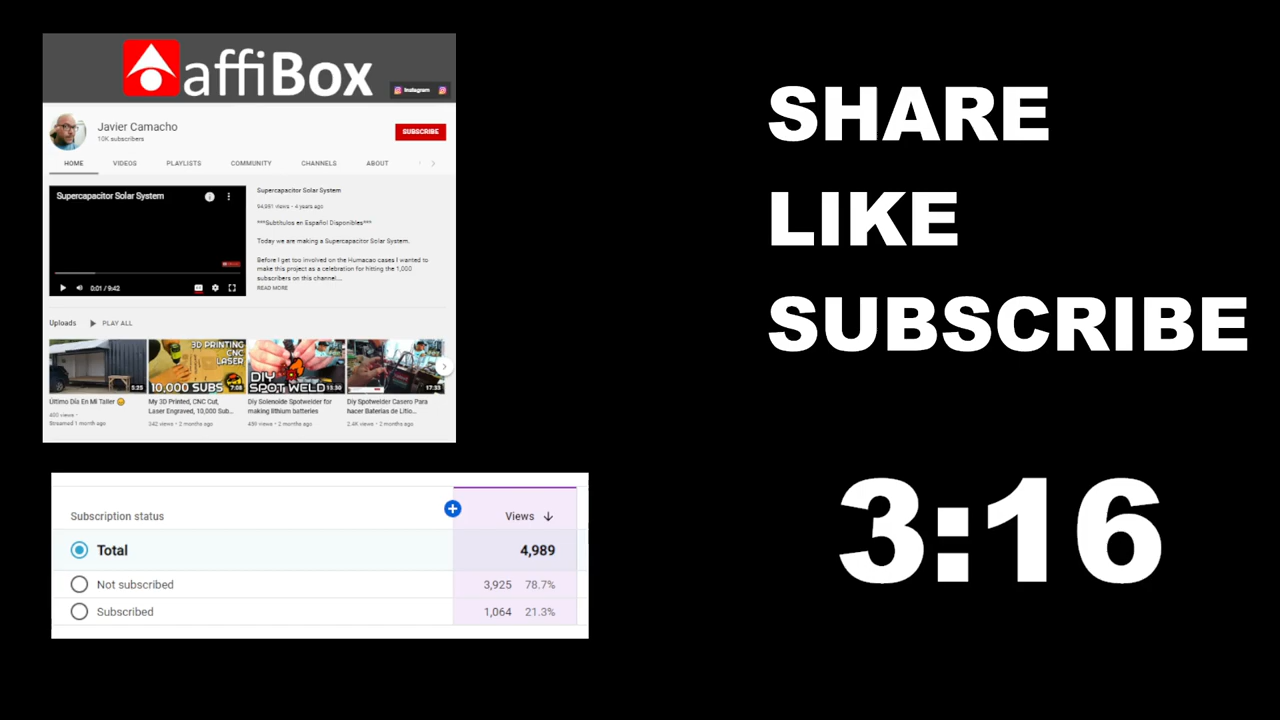 affiBox
Instagram
Javier Camacho
10K subscribers
SUBSCRIBE
HOME VIDEOS PLAYLISTS COMMUNITY CHANNELS ABOUT
Supercapacitor Solar System
0:01 / 9:42
Supercapacitor Solar System
94,951 views • 4 years ago
***Subtitulos en Español Disponibles***
Today we are making a Supercapacitor Solar System.
Before I get too involved on the Humacao cases I wanted to
make this project as a celebration for hitting the 1,000
subscribers on this channel....
READ MORE
Uploads PLAY ALL
5:25
3D PRINTING
CNC
LASER
10,000 SUBS
7:08
DIY
SPOT WELD
13:30
17:33
Último Día En Mi Taller 😔
400 views •
Streamed 1 month ago
My 3D Printed, CNC Cut,
Laser Engraved, 10,000 Sub...
342 views • 2 months ago
Diy Solenoide Spotwelder for
making lithium batteries
459 views • 2 months ago
Diy Spotwelder Casero Para
hacer Baterias de Litio...
2.4K views • 2 months ago
Subscription status Views ↓
Total 4,989
Not subscribed 3,925 78.7%
Subscribed 1,064 21.3%
SHARE
LIKE
SUBSCRIBE
3:16